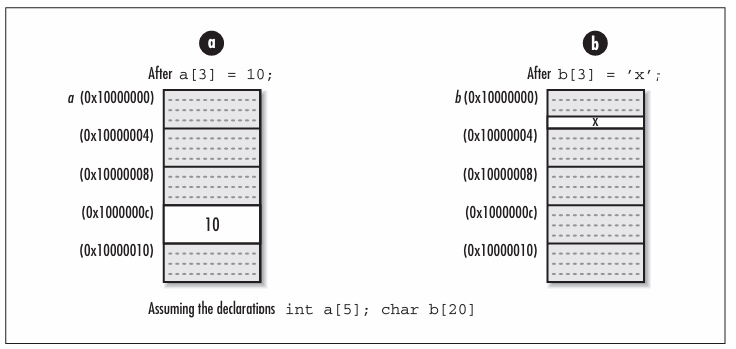 a
b
After a[3] = 10;
After b[3] = ’x’;
a (0x10000000)
(0x10000004)
(0x10000008)
(0x1000000c)
10
(0x10000010)
b (0x10000000)
x
(0x10000004)
(0x10000008)
(0x1000000c)
(0x10000010)
Assuming the declarations int a[5]; char b[20]